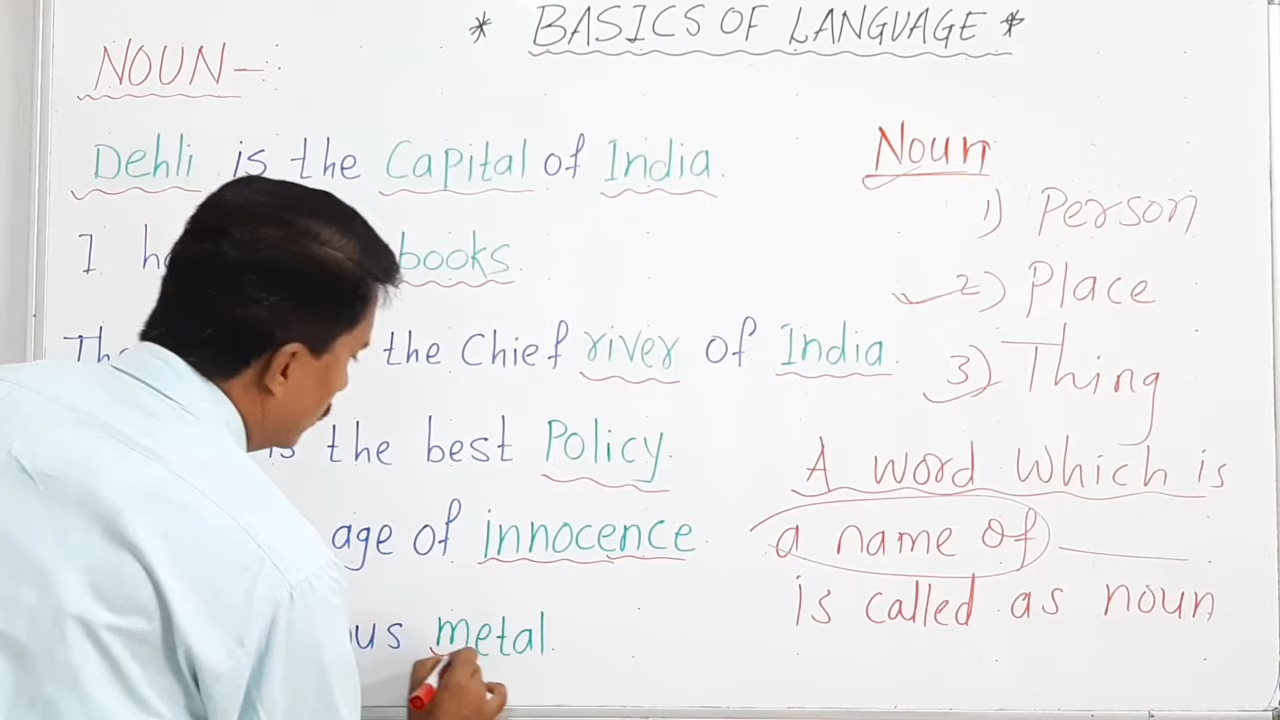 * BASICS OF LANGUAGE *
NOUN-:
Dehli is the Capital of India.
I books.
the Chief river of India.
is the best Policy.
age of innocence.
metal.
Noun
1) Person
2) Place
3) Thing
A word which is
a name of ______
is called as noun